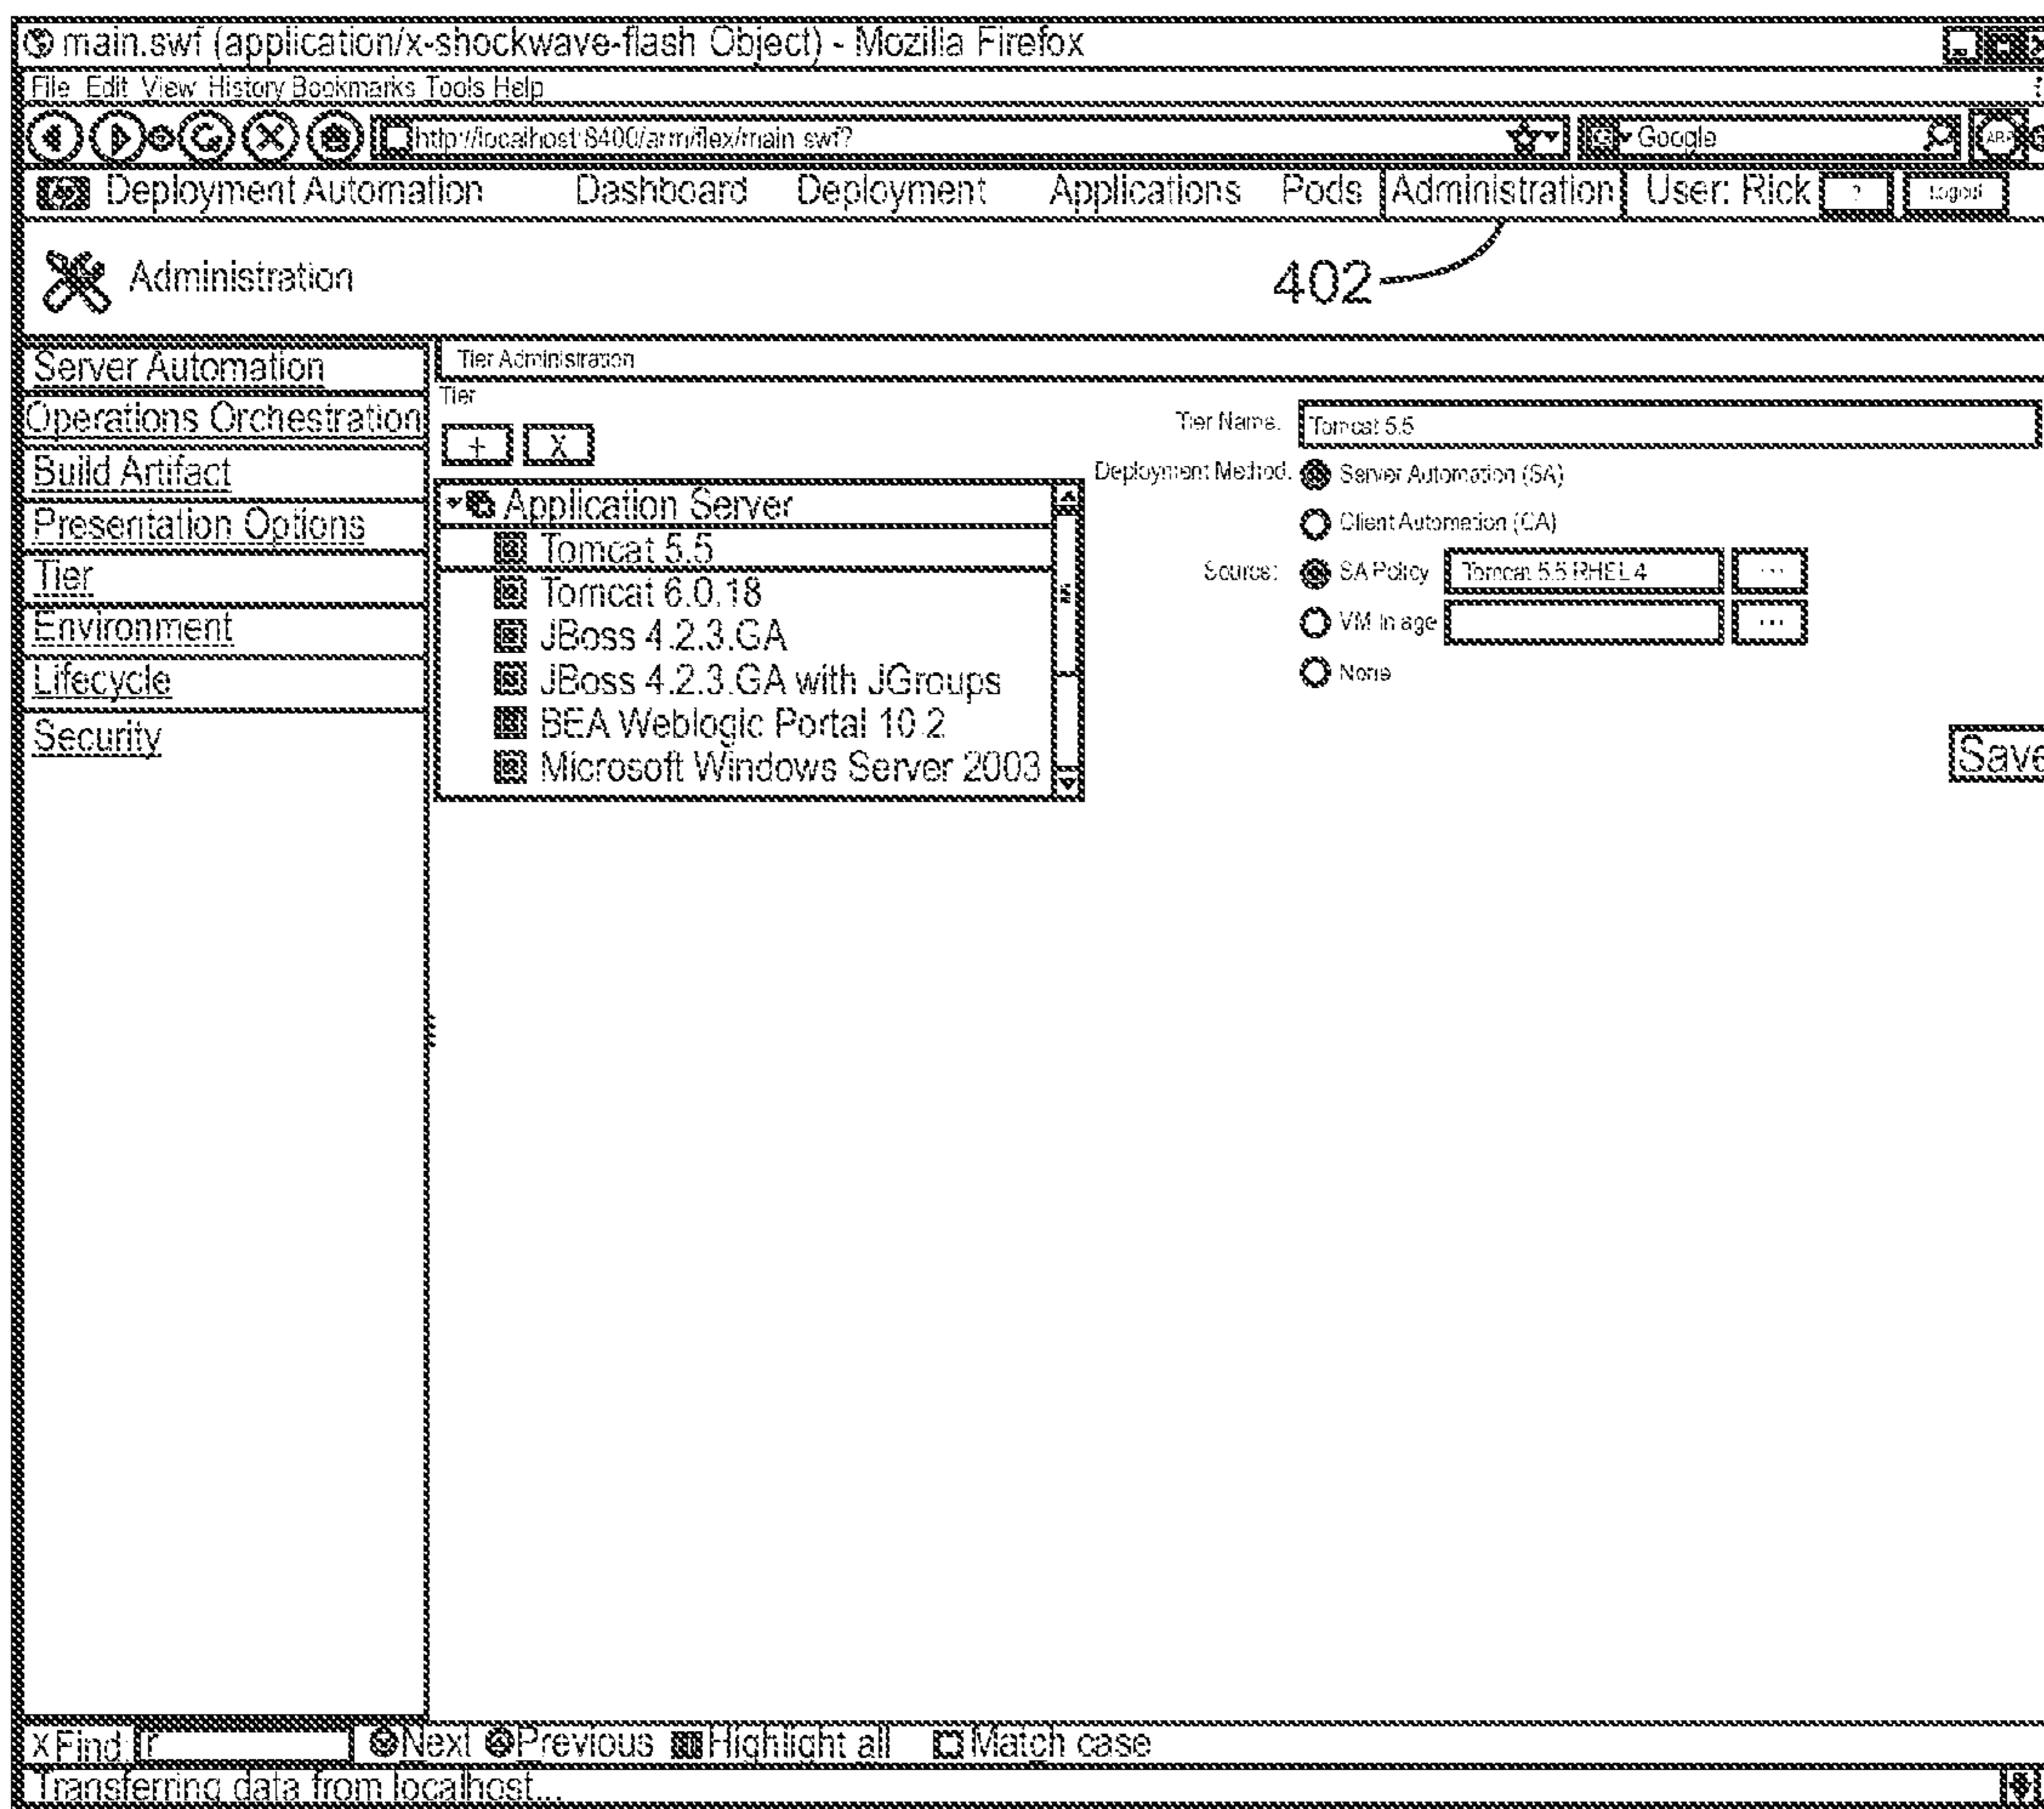 main.swf (application/x-shockwave-flash Object) - Mozilla Firefox
File Edit View History Bookmarks Tools Help
http://localhost:8400/arm/flex/main.swf? Google
Deployment Automation Dashboard Deployment Applications Pods Administration User: Rick ? Logout
Administration
402
Server Automation
Operations Orchestration
Build Artifact
Presentation Options
Tier
Environment
Lifecycle
Security
Tier Administration
Tier
+ X
Application Server
Tomcat 5.5
Tomcat 6.0.18
JBoss 4.2.3.GA
JBoss 4.2.3.GA with JGroups
BEA Weblogic Portal 10.2
Microsoft Windows Server 2003
Tier Name: Tomcat 5.5
Deployment Method: Server Automation (SA)
Client Automation (CA)
Source: SA Policy Tomcat 5.5 RHEL 4 ...
VM Image ...
None
Save
x Find: r Next Previous Highlight all Match case
Transferring data from localhost...